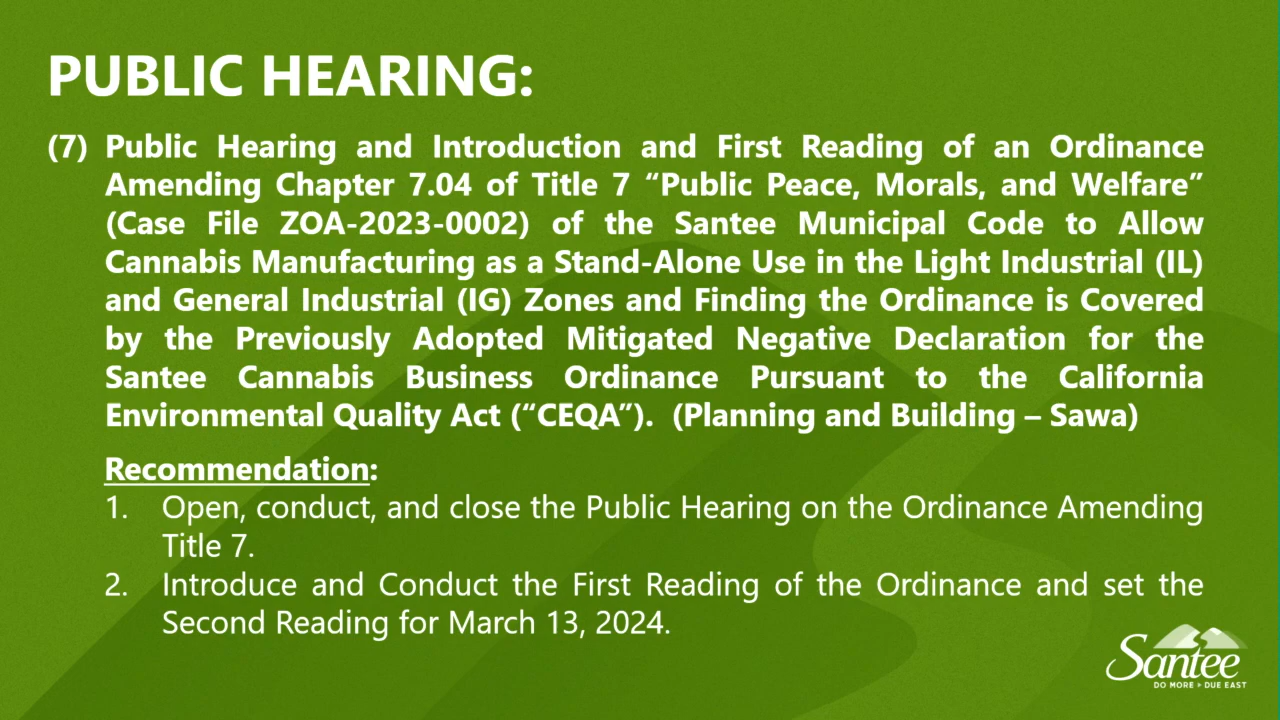 PUBLIC HEARING:
(7) Public Hearing and Introduction and First Reading of an Ordinance
Amending Chapter 7.04 of Title 7 “Public Peace, Morals, and Welfare”
(Case File ZOA-2023-0002) of the Santee Municipal Code to Allow
Cannabis Manufacturing as a Stand-Alone Use in the Light Industrial (IL)
and General Industrial (IG) Zones and Finding the Ordinance is Covered
by the Previously Adopted Mitigated Negative Declaration for the
Santee Cannabis Business Ordinance Pursuant to the California
Environmental Quality Act (“CEQA”). (Planning and Building – Sawa)
Recommendation:
1. Open, conduct, and close the Public Hearing on the Ordinance Amending
Title 7.
2. Introduce and Conduct the First Reading of the Ordinance and set the
Second Reading for March 13, 2024.
Santee
DO MORE ▸ DUE EAST